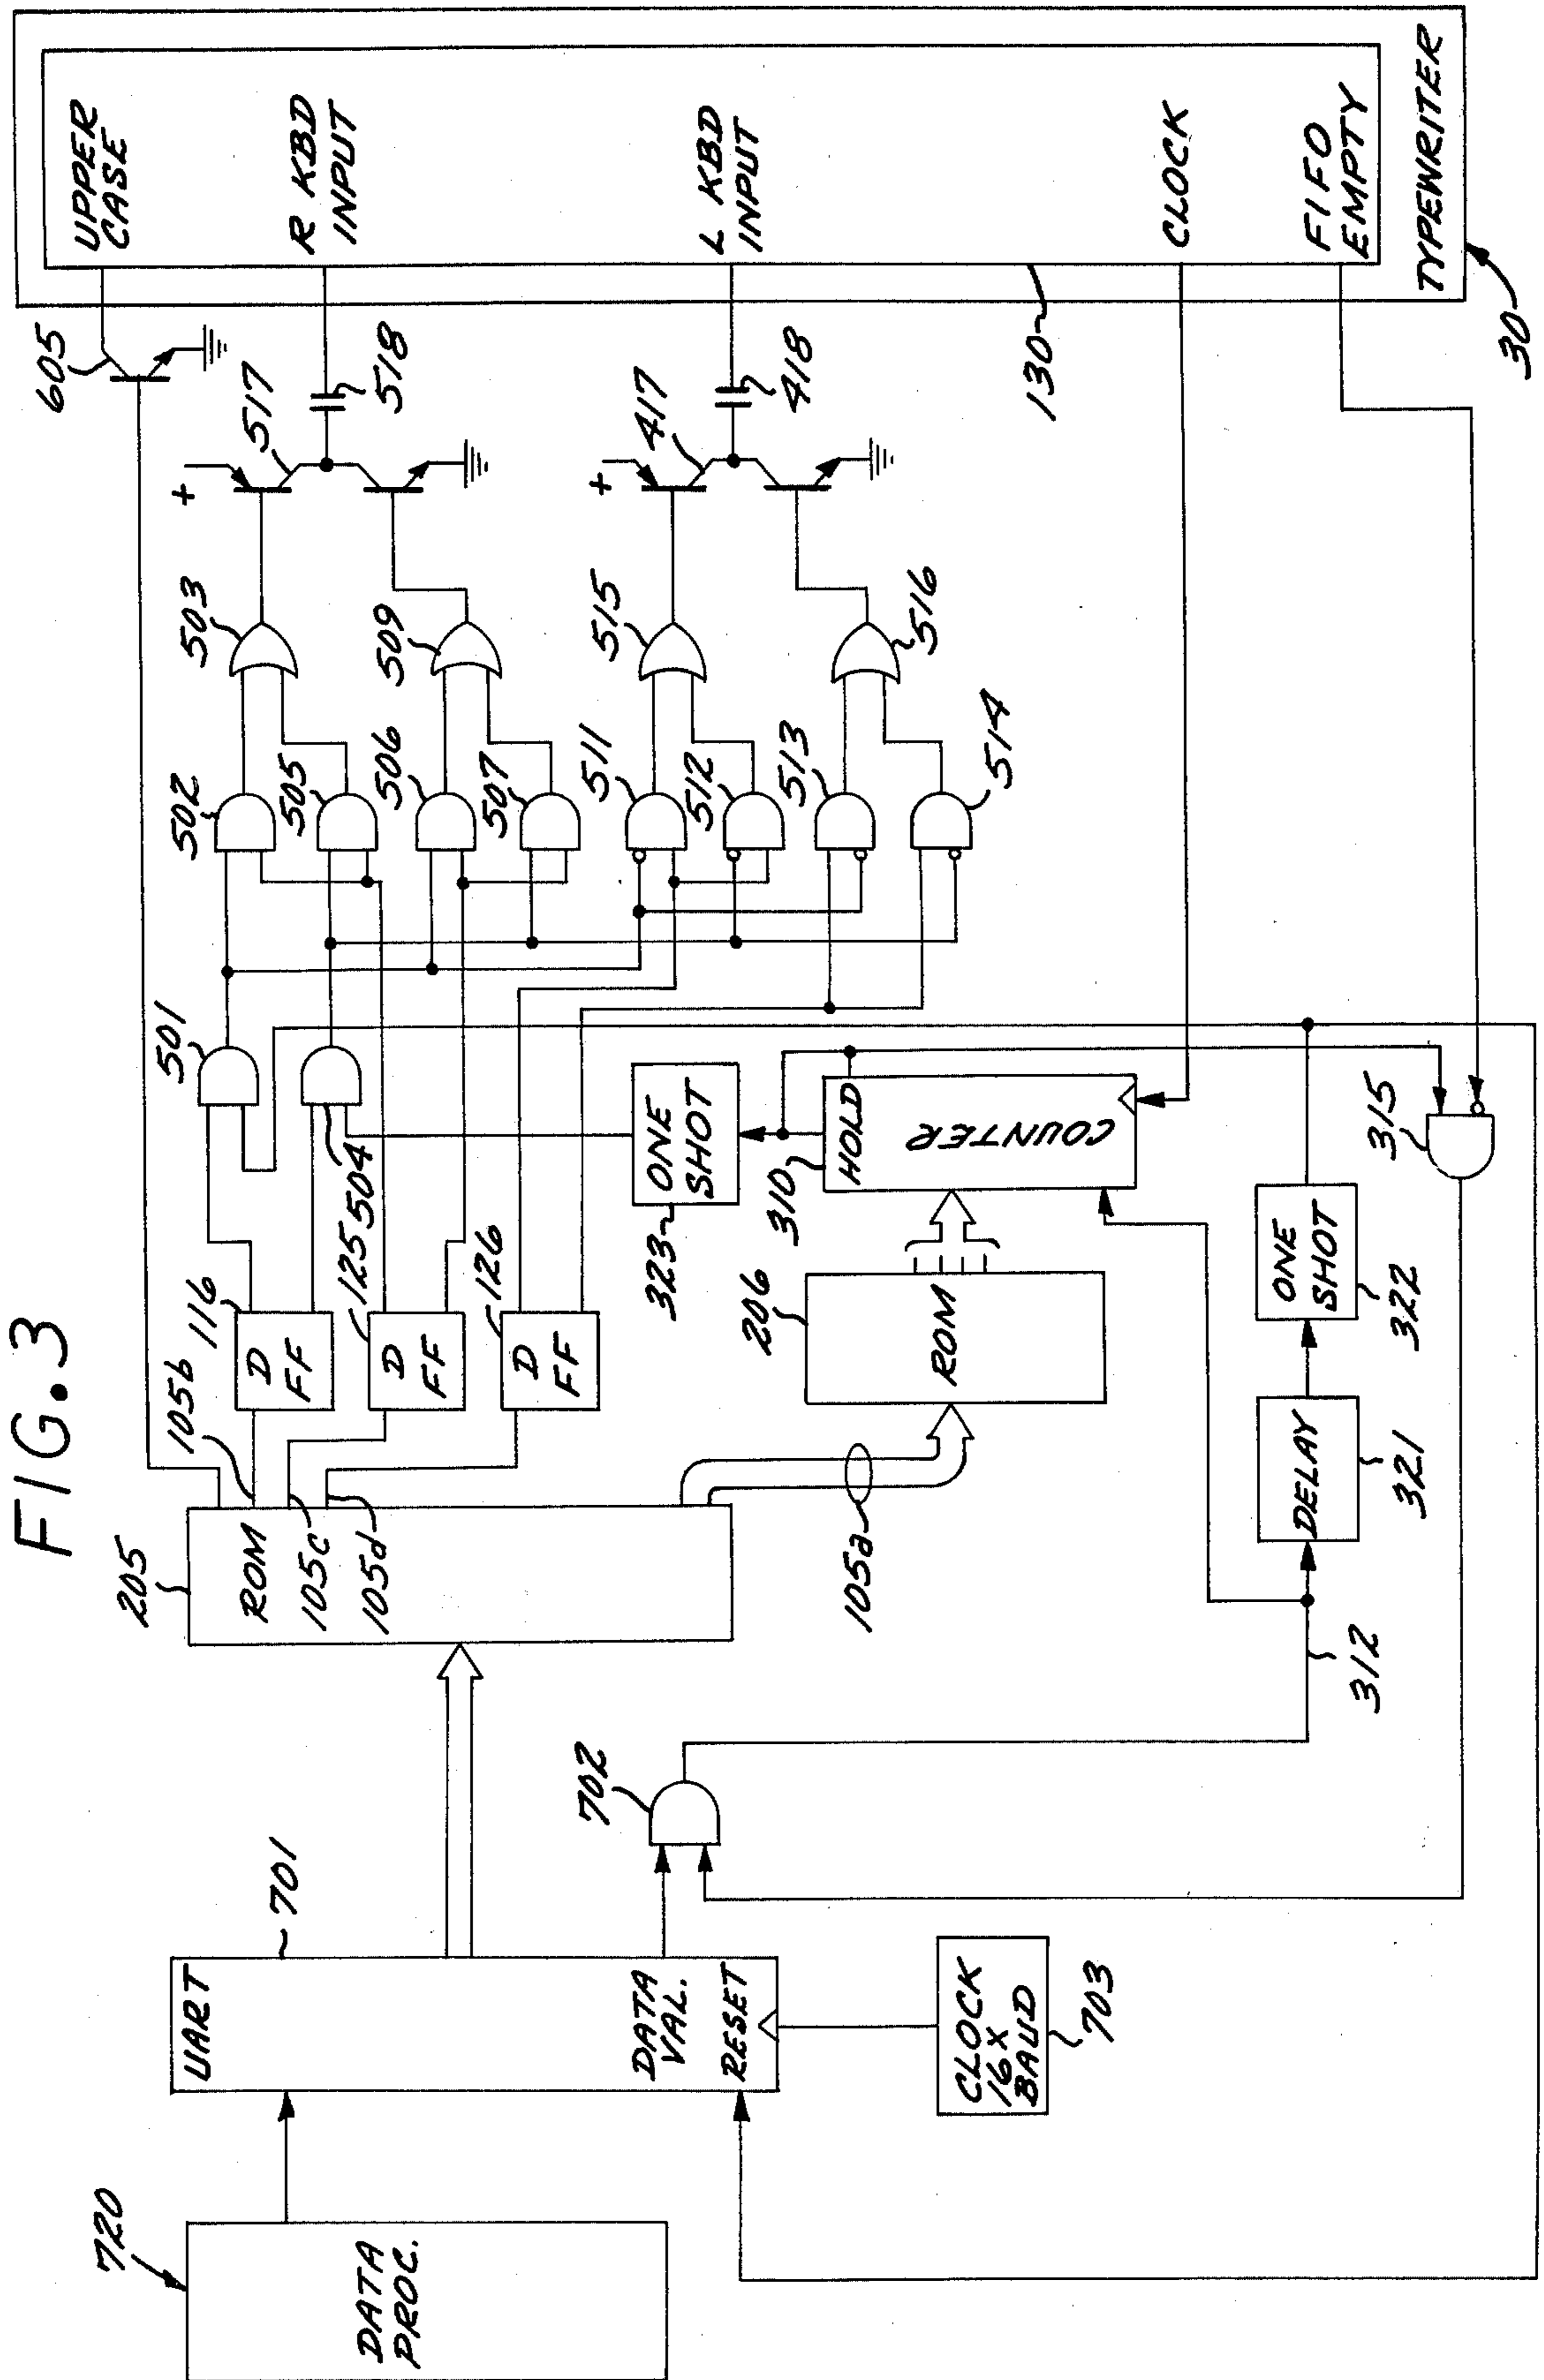 FIG. 3
720
DATA
PROC.
701
UART
DATA
VAL.
RESET
CLOCK
16X
BAUD
703
702
205
ROM
105b
105c
105d
105a
116
D
FF
125
D
FF
126
D
FF
206
ROM
312
DELAY
321
ONE
SHOT
322
315
310
HOLD
COUNTER
ONE
SHOT
323
501
504
502
505
506
507
511
512
513
514
503
509
515
516
+
517
518
+
417
418
605
UPPER
CASE
R KBD
INPUT
L KBD
INPUT
CLOCK
FIFO
EMPTY
TYPEWRITER
130
30